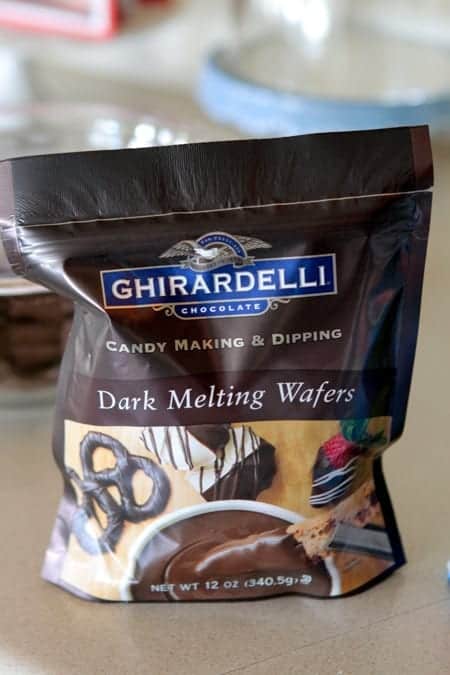 GHIRARDELLI
CHOCOLATE
CANDY MAKING & DIPPING
Dark Melting Wafers
NET WT 12 OZ (340.5g)